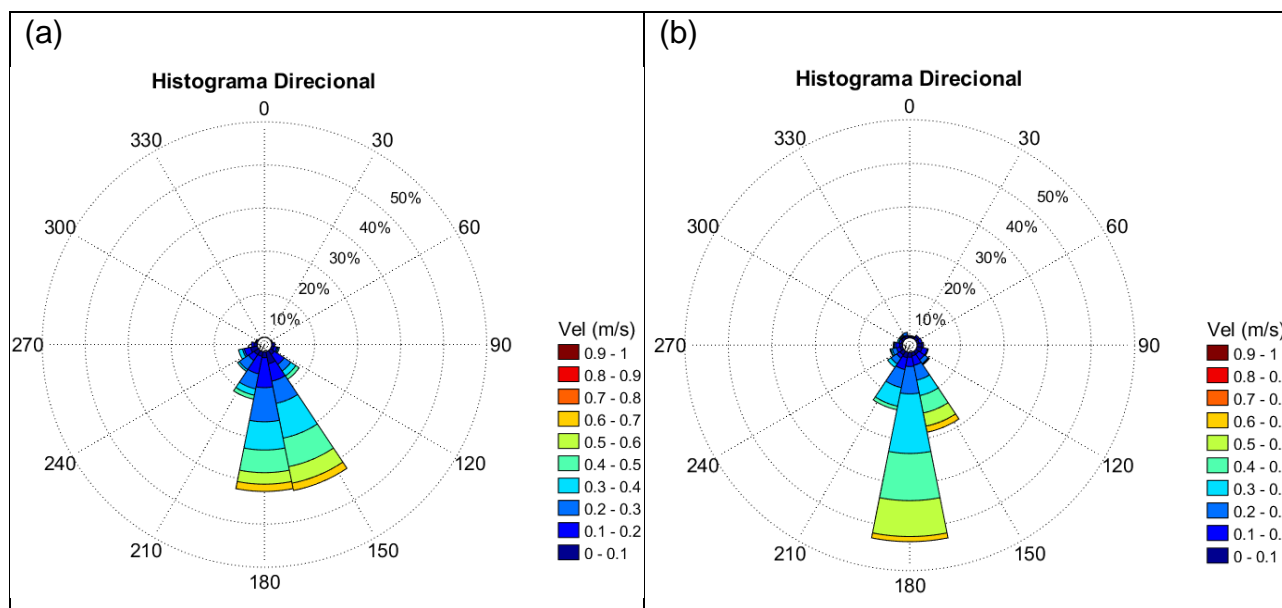 (a)
Histograma Direcional
0
30
60
90
120
150
180
210
240
270
300
330
10%
20%
30%
40%
50%
Vel (m/s)
0.9 - 1
0.8 - 0.9
0.7 - 0.8
0.6 - 0.7
0.5 - 0.6
0.4 - 0.5
0.3 - 0.4
0.2 - 0.3
0.1 - 0.2
0 - 0.1
(b)
Histograma Direcional
0
30
60
90
120
150
180
210
240
270
300
330
10%
20%
30%
40%
50%
Vel (m/s
0.9 - 1
0.8 - 0.
0.7 - 0.
0.6 - 0.
0.5 - 0.
0.4 - 0.
0.3 - 0.
0.2 - 0.
0.1 - 0.
0 - 0.1